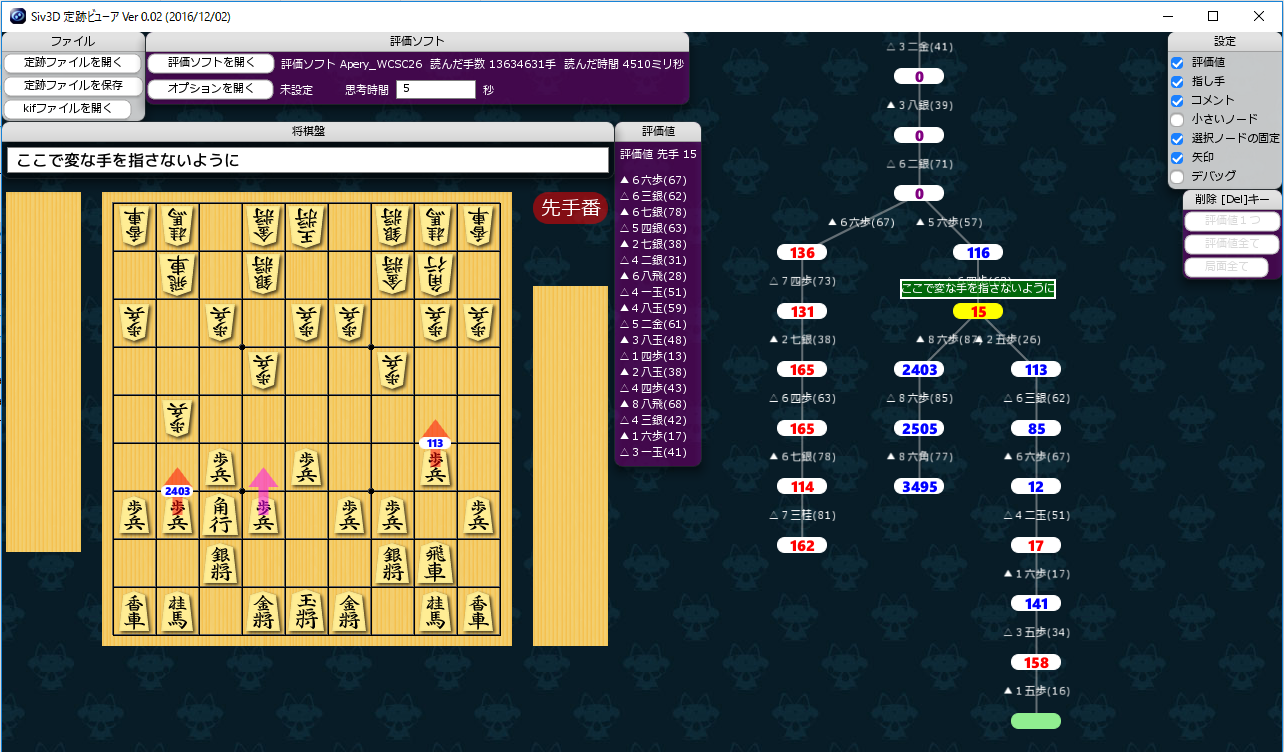 Siv3D 定跡ビューア Ver 0.02 (2016/12/02)
ファイル
定跡ファイルを開く
定跡ファイルを保存
kifファイルを開く
評価ソフト
評価ソフトを開く
評価ソフト Apery_WCSC26 読んだ手数 13634631手 読んだ時間 4510ミリ秒
オプションを開く
未設定 思考時間 5 秒
将棋盤
ここで変な手を指さないように
先手番
香車 桂馬 金将 王将 銀将 桂馬 香車
飛車 銀将 金将 角行
歩兵 歩兵 歩兵 歩兵 歩兵 歩兵
歩兵 歩兵
歩兵
歩兵 歩兵 歩兵
113
2403
歩兵 歩兵 角行 歩兵 歩兵 歩兵 歩兵
銀将 銀将 飛車
香車 桂馬 金将 玉将 金将 桂馬 香車
評価値
評価値 先手 15
▲６六歩(67)
△６三銀(62)
▲６七銀(78)
△５四銀(63)
▲２七銀(38)
△４二銀(31)
▲６八飛(28)
△４一玉(51)
▲４八玉(59)
△５二金(61)
▲３八玉(48)
△１四歩(13)
▲２八玉(38)
△４四歩(43)
▲８八飛(68)
△４三銀(42)
▲１六歩(17)
△３一玉(41)
△３二金(41)
0
▲３八銀(39)
0
△６二銀(71)
0
▲６六歩(67) ▲５六歩(57)
136 116
△７四歩(73)
ここで変な手を指さないように
131 15
▲２七銀(38) ▲８六歩(87) ▲２五歩(26)
165 2403 113
△６四歩(63) △８六歩(85) △６三銀(62)
165 2505 85
▲６七銀(78) ▲８六角(77) ▲６六歩(67)
114 3495 12
△７三桂(81) △４二玉(51)
162 17
▲１六歩(17)
141
△３五歩(34)
158
▲１五歩(16)
設定
評価値
指し手
コメント
小さいノード
選択ノードの固定
矢印
デバッグ
削除 [Del]キー
評価値１つ
評価値全て
局面全て